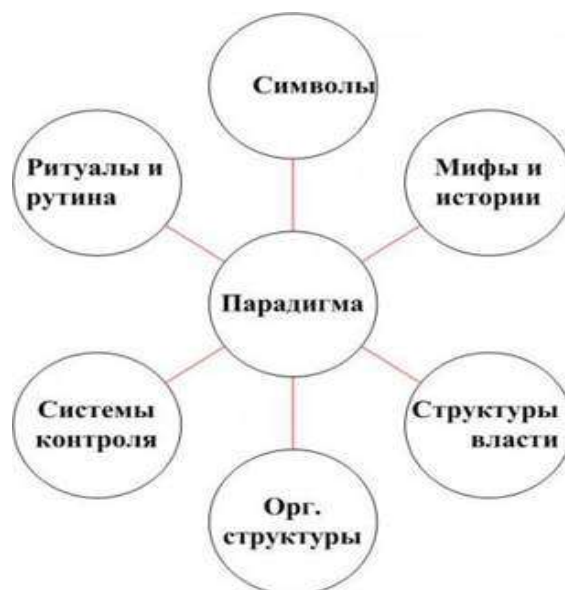 Символы
Ритуалы и
рутина
Мифы и
истории
Парадигма
Системы
контроля
Структуры
власти
Орг.
структуры